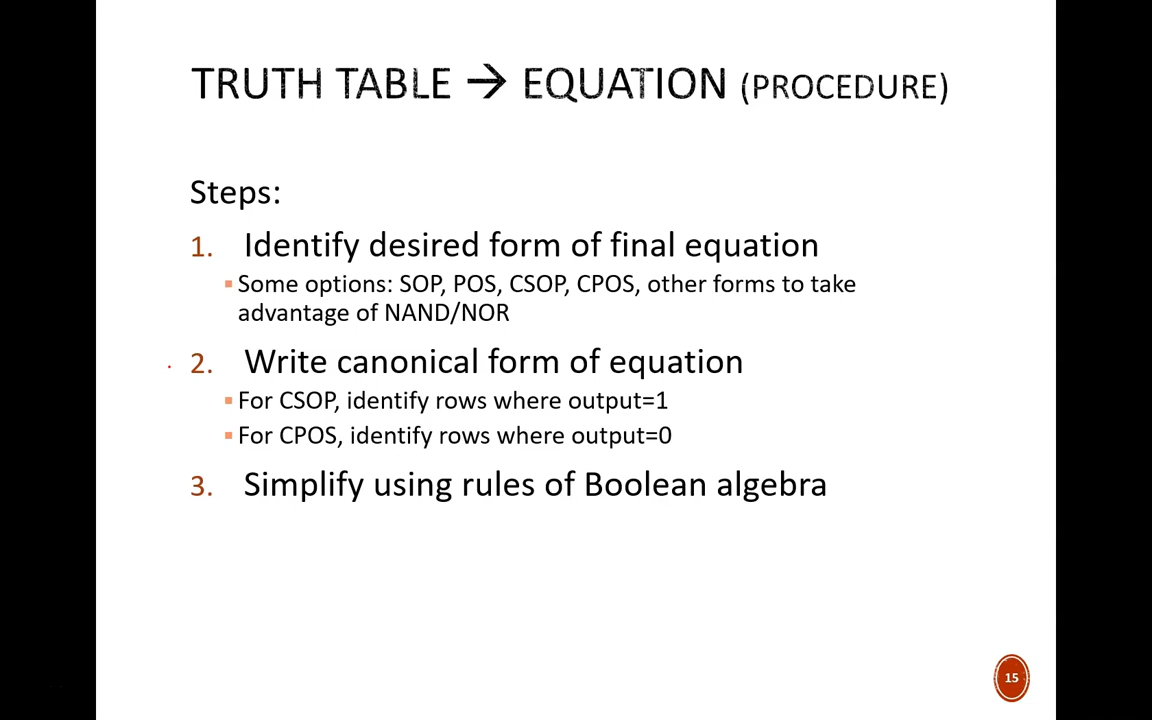 TRUTH TABLE → EQUATION (PROCEDURE)
Steps:
1. Identify desired form of final equation
▪ Some options: SOP, POS, CSOP, CPOS, other forms to take
advantage of NAND/NOR
2. Write canonical form of equation
▪ For CSOP, identify rows where output=1
▪ For CPOS, identify rows where output=0
3. Simplify using rules of Boolean algebra
15